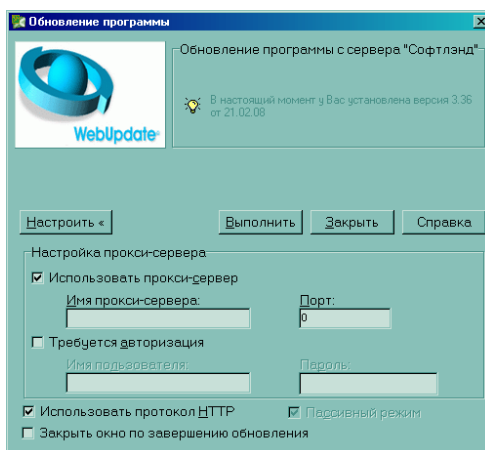 Обновление программы
Обновление программы с сервера "Софтлэнд"
WebUpdate
В настоящий момент у Вас установлена версия 3.36
от 21.02.08
Настроить «
Выполнить
Закрыть
Справка
Настройка прокси-сервера
Использовать прокси-сервер
Имя прокси-сервера:
Порт:
0
Требуется авторизация
Имя пользователя:
Пароль:
Использовать протокол HTTP
Пассивный режим
Закрыть окно по завершению обновления